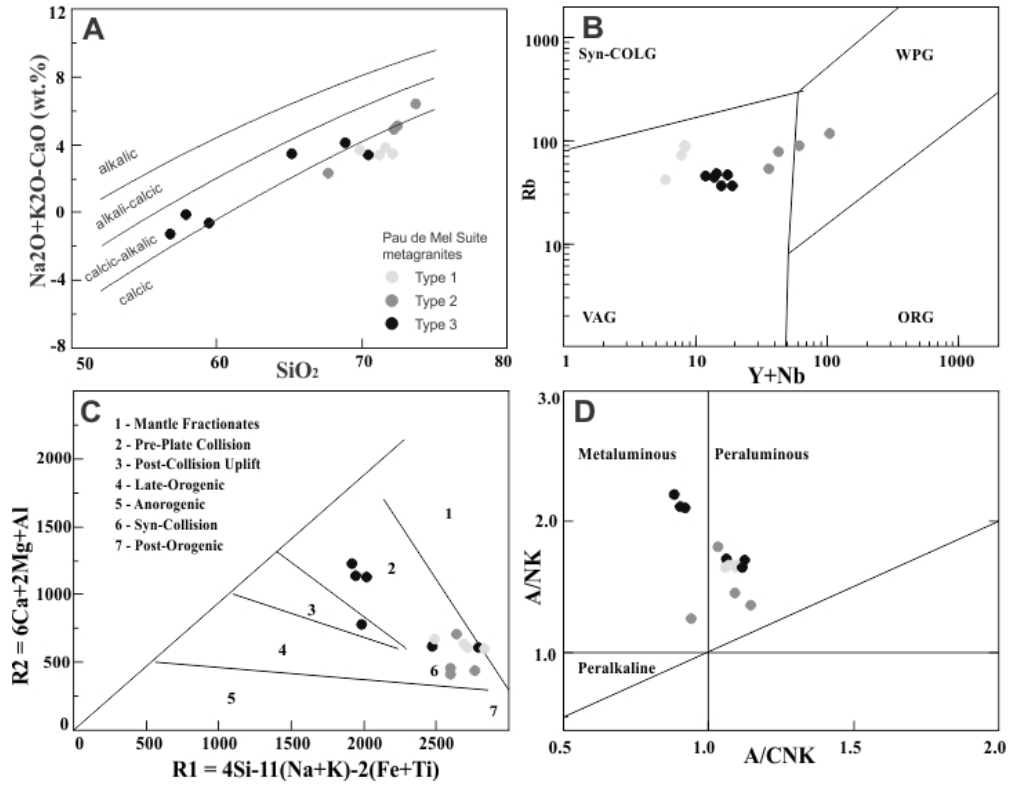 A
Na2O+K2O-CaO (wt.%)
12
8
4
0
-4
-8
alkalic
alkali-calcic
calcic-alkalic
calcic
Pau de Mel Suite
metagranites
Type 1
Type 2
Type 3
50
60
70
80
SiO2
B
Rb
1000
100
10
Syn-COLG
WPG
VAG
ORG
1
10
100
1000
Y+Nb
C
R2 = 6Ca+2Mg+Al
2000
1500
1000
500
0
1 - Mantle Fractionates
2 - Pre-Plate Collision
3 - Post-Collision Uplift
4 - Late-Orogenic
5 - Anorogenic
6 - Syn-Collision
7 - Post-Orogenic
1
2
3
4
5
6
7
0
500
1000
1500
2000
2500
R1 = 4Si-11(Na+K)-2(Fe+Ti)
D
A/NK
3.0
2.0
1.0
Metaluminous
Peraluminous
Peralkaline
0.5
1.0
1.5
2.0
A/CNK